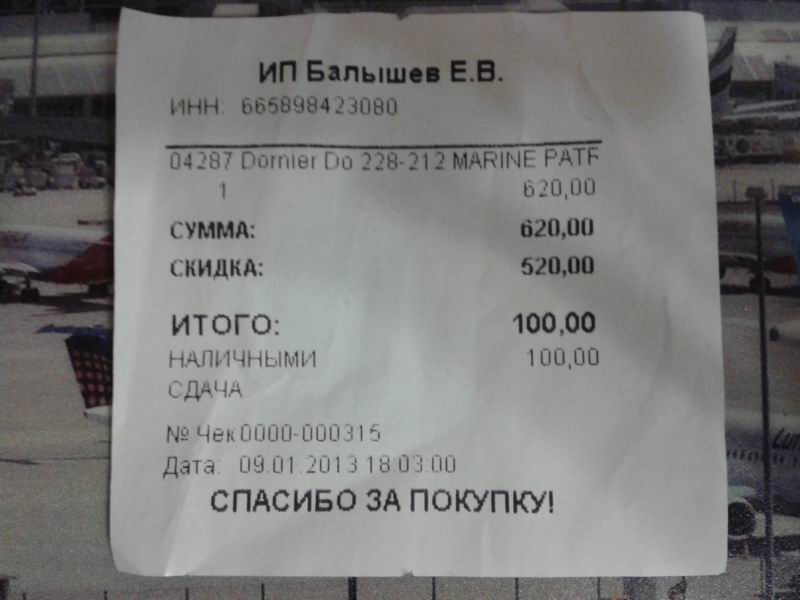 ИП Балышев Е.В.
ИНН: 665898423080
04287 Dornier Do 228-212 MARINE PATF
1 620,00
СУММА: 620,00
СКИДКА: 520,00
ИТОГО: 100,00
НАЛИЧНЫМИ 100,00
СДАЧА
№ Чек 0000-000315
Дата: 09.01.2013 18:03:00
СПАСИБО ЗА ПОКУПКУ!